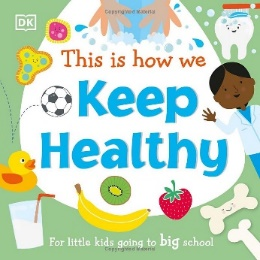 DK
This is how we
Keep
Healthy
For little kids going to big school